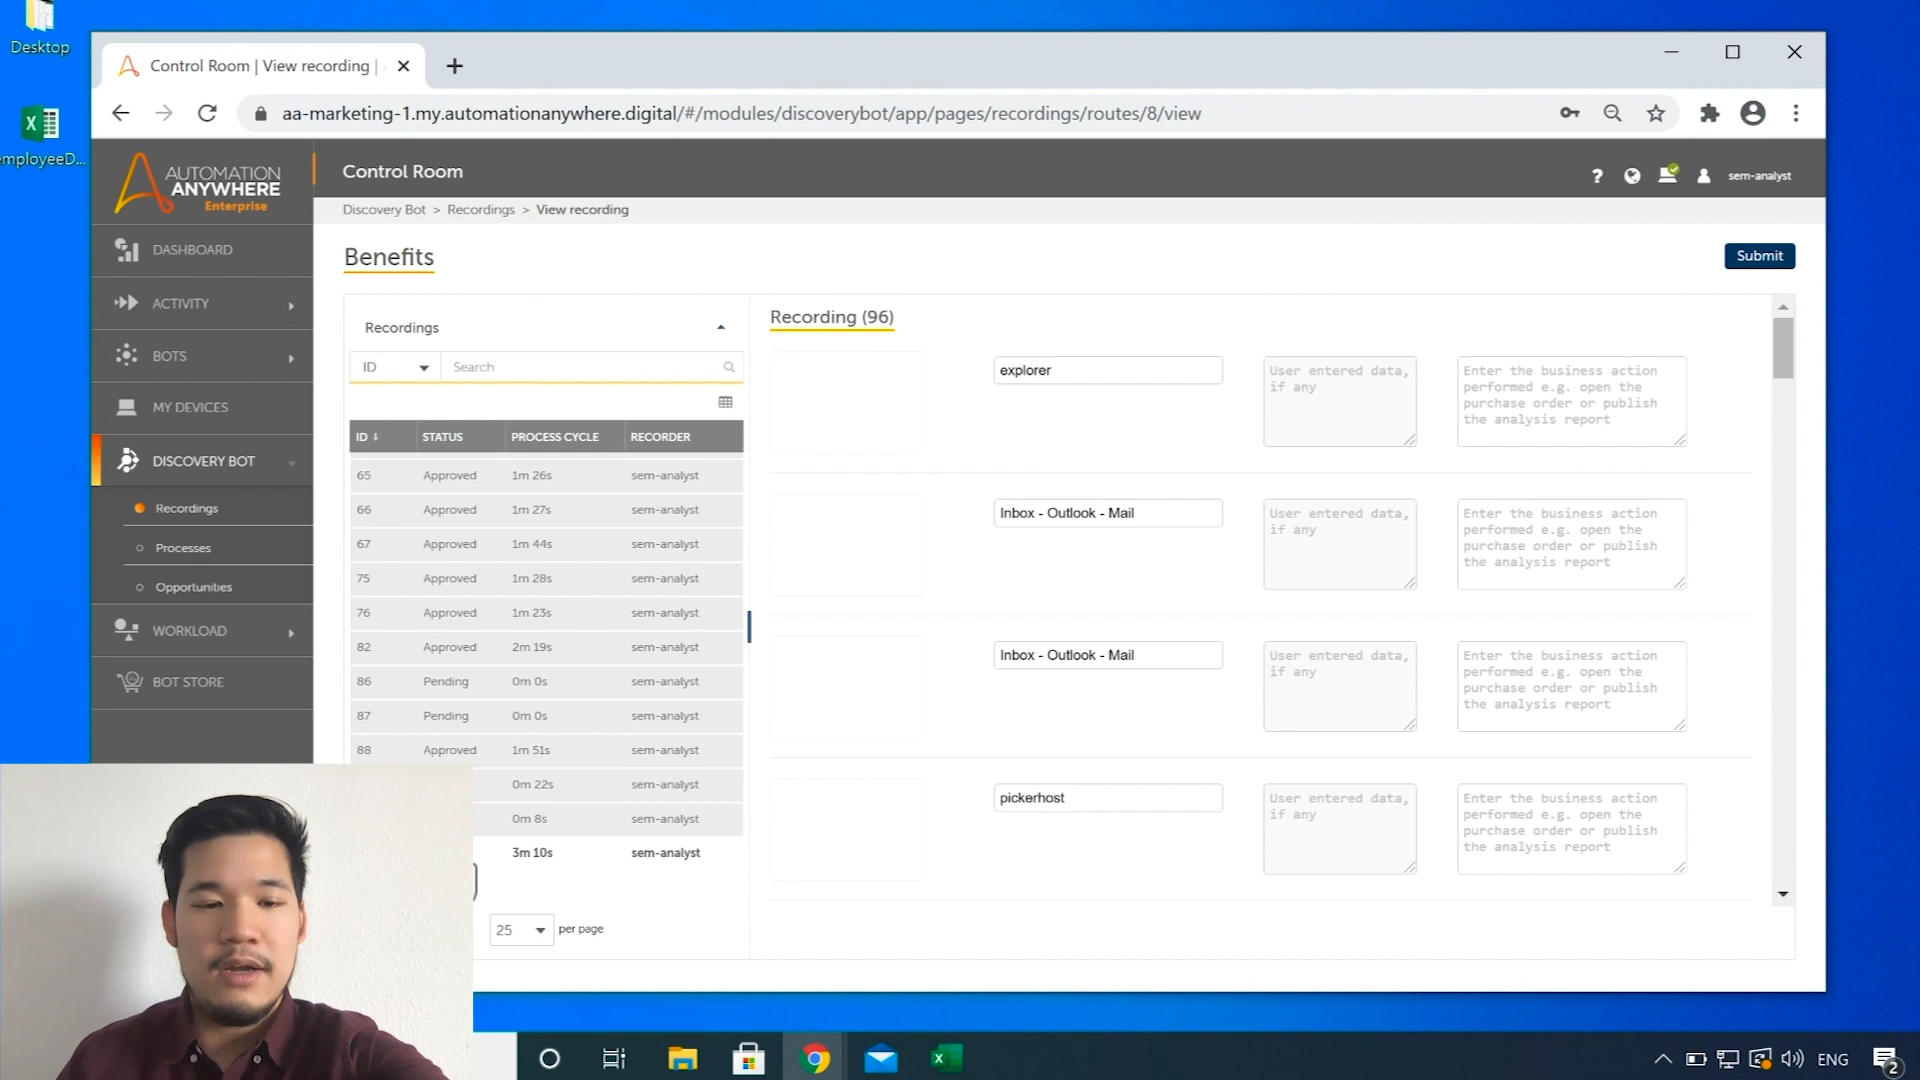 Desktop
employeeD...
Control Room | View recording |
aa-marketing-1.my.automationanywhere.digital/#/modules/discoverybot/app/pages/recordings/routes/8/view
AUTOMATION
ANYWHERE
Enterprise
Control Room
sem-analyst
Discovery Bot > Recordings > View recording
DASHBOARD
ACTIVITY
BOTS
MY DEVICES
DISCOVERY BOT
Recordings
Processes
Opportunities
WORKLOAD
BOT STORE
Benefits
Submit
Recordings
ID
Search
ID STATUS PROCESS CYCLE RECORDER
65 Approved 1m 26s sem-analyst
66 Approved 1m 27s sem-analyst
67 Approved 1m 44s sem-analyst
75 Approved 1m 28s sem-analyst
76 Approved 1m 23s sem-analyst
82 Approved 2m 19s sem-analyst
86 Pending 0m 0s sem-analyst
87 Pending 0m 0s sem-analyst
88 Approved 1m 51s sem-analyst
0m 22s sem-analyst
0m 8s sem-analyst
3m 10s sem-analyst
25 per page
Recording (96)
explorer
User entered data,
if any
Enter the business action
performed e.g. open the
purchase order or publish
the analysis report
Inbox - Outlook - Mail
User entered data,
if any
Enter the business action
performed e.g. open the
purchase order or publish
the analysis report
Inbox - Outlook - Mail
User entered data,
if any
Enter the business action
performed e.g. open the
purchase order or publish
the analysis report
pickerhost
User entered data,
if any
Enter the business action
performed e.g. open the
purchase order or publish
the analysis report
ENG
2